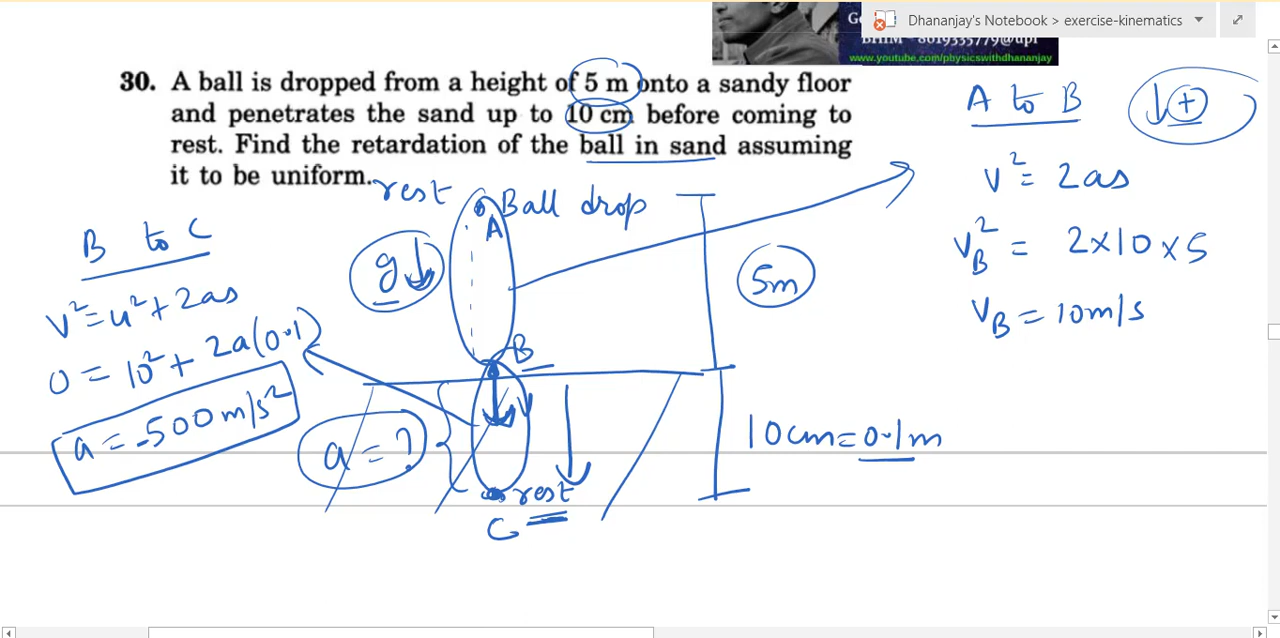 Dhananjay's Notebook > exercise-kinematics
www.youtube.com/physicswithdhananjay
30. A ball is dropped from a height of 5 m onto a sandy floor
and penetrates the sand up to 10 cm before coming to
rest. Find the retardation of the ball in sand assuming
it to be uniform.
A to B ↓ +
v² = 2as
v_B² = 2×10×5
v_B = 10 m/s
rest
Ball drop
A
g↓
5m
B
B to C
v² = u² + 2as
0 = 10² + 2a(0.1)
a = -500 m/s²
a = ?
v
10cm = 0.1m
rest
C